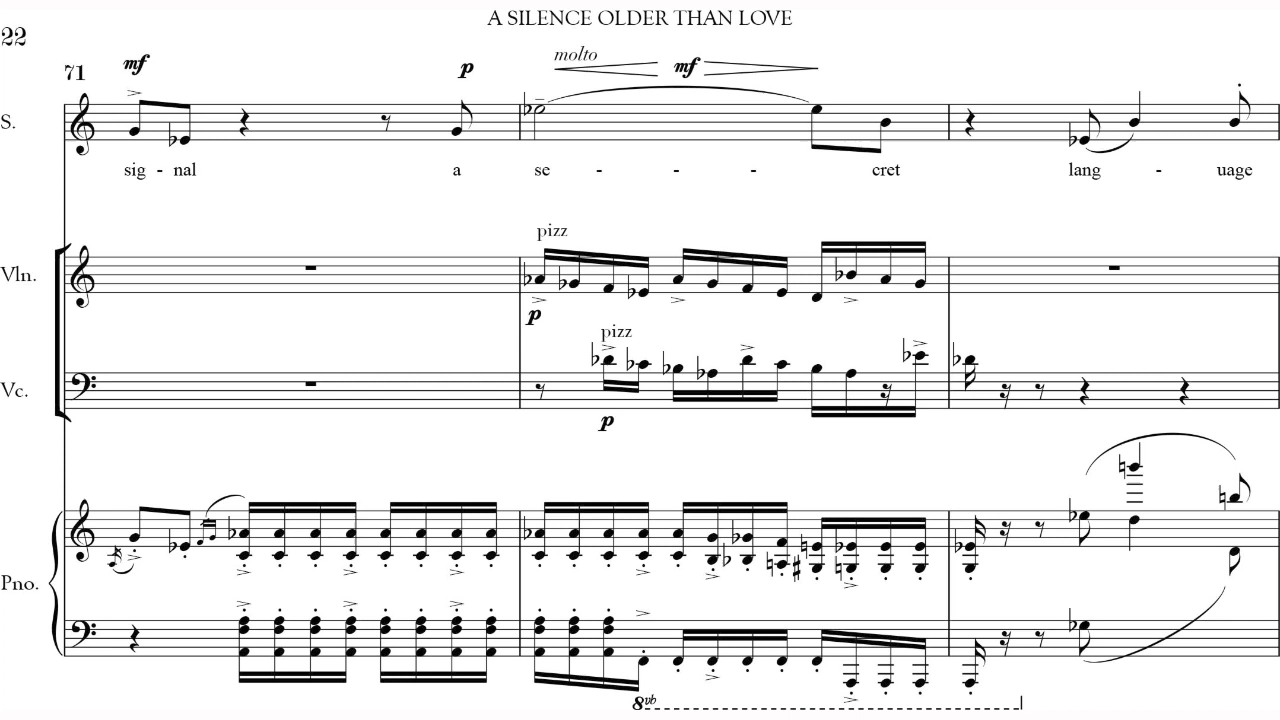 A SILENCE OLDER THAN LOVE
22
71
mf
p
molto
mf
S.
sig - nal a se - - - cret lang - uage
pizz
Vln.
p
pizz
Vc.
p
Pno.
8vb